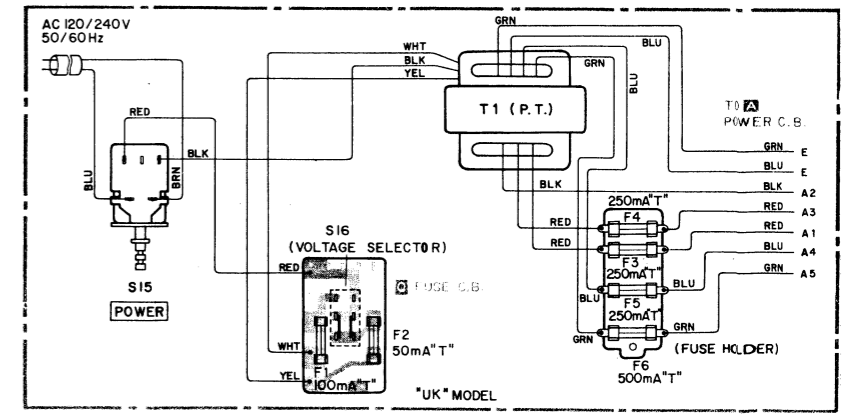 AC 120/240V
50/60Hz
GRN
WHT
BLU
BLK
GRN
YEL
BLU
RED
T1 (P.T.)
TO A
POWER C.B.
BLK
GRN E
BLU E
BLU
BRN
BLK
BLK A2
250mA"T"
RED A3
S16
(VOLTAGE SELECTOR)
RED
F4
RED A1
RED
F3
BLU A4
RED
250mA"T"
S15
C FUSE C.B.
BLU
GRN A5
POWER
BLU
F5
250mA"T"
F2
50mA"T"
GRN
GRN
WHT
(FUSE HOLDER)
YEL
F1
100mA"T"
F6
500mA"T"
"UK" MODEL